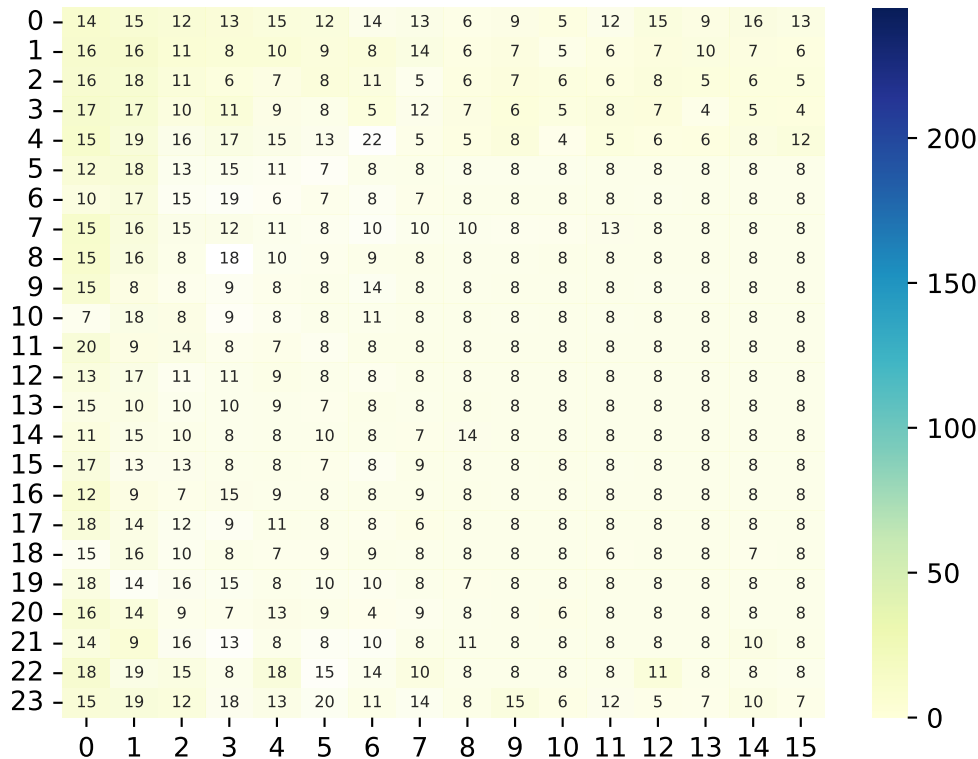 0 14 15 12 13 15 12 14 13 6 9 5 12 15 9 16 13
1 16 16 11 8 10 9 8 14 6 7 5 6 7 10 7 6
2 16 18 11 6 7 8 11 5 6 7 6 6 8 5 6 5
3 17 17 10 11 9 8 5 12 7 6 5 8 7 4 5 4
4 15 19 16 17 15 13 22 5 5 8 4 5 6 6 8 12
5 12 18 13 15 11 7 8 8 8 8 8 8 8 8 8 8
6 10 17 15 19 6 7 8 7 8 8 8 8 8 8 8 8
7 15 16 15 12 11 8 10 10 10 8 8 13 8 8 8 8
8 15 16 8 18 10 9 9 8 8 8 8 8 8 8 8 8
9 15 8 8 9 8 8 14 8 8 8 8 8 8 8 8 8
10 7 18 8 9 8 8 11 8 8 8 8 8 8 8 8 8
11 20 9 14 8 7 8 8 8 8 8 8 8 8 8 8 8
12 13 17 11 11 9 8 8 8 8 8 8 8 8 8 8 8
13 15 10 10 10 9 7 8 8 8 8 8 8 8 8 8 8
14 11 15 10 8 8 10 8 7 14 8 8 8 8 8 8 8
15 17 13 13 8 8 7 8 9 8 8 8 8 8 8 8 8
16 12 9 7 15 9 8 8 9 8 8 8 8 8 8 8 8
17 18 14 12 9 11 8 8 6 8 8 8 8 8 8 8 8
18 15 16 10 8 7 9 9 8 8 8 8 6 8 8 7 8
19 18 14 16 15 8 10 10 8 7 8 8 8 8 8 8 8
20 16 14 9 7 13 9 4 9 8 8 6 8 8 8 8 8
21 14 9 16 13 8 8 10 8 11 8 8 8 8 8 10 8
22 18 19 15 8 18 15 14 10 8 8 8 8 11 8 8 8
23 15 19 12 18 13 20 11 14 8 15 6 12 5 7 10 7
0 1 2 3 4 5 6 7 8 9 10 11 12 13 14 15
200
150
100
50
0